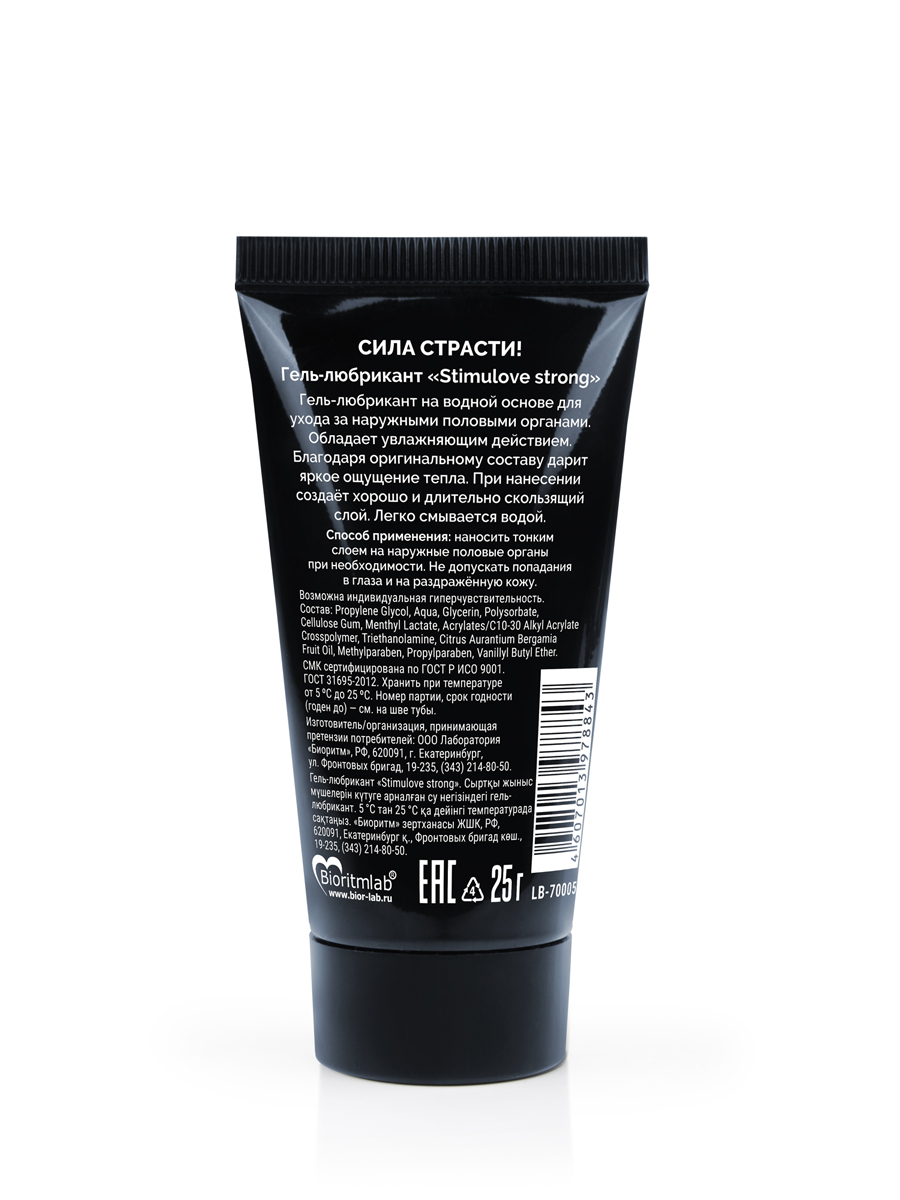 СИЛА СТРАСТИ!
Гель-любрикант «Stimulove strong»
Гель-любрикант на водной основе для
ухода за наружными половыми органами.
Обладает увлажняющим действием.
Благодаря оригинальному составу дарит
яркое ощущение тепла. При нанесении
создаёт хорошо и длительно скользящий
слой. Легко смывается водой.
Способ применения: наносить тонким
слоем на наружные половые органы
при необходимости. Не допускать попадания
в глаза и на раздражённую кожу.
Возможна индивидуальная гиперчувствительность.
Состав: Propylene Glycol, Aqua, Glycerin, Polysorbate,
Cellulose Gum, Menthyl Lactate, Acrylates/C10-30 Alkyl Acrylate
Crosspolymer, Triethanolamine, Citrus Aurantium Bergamia
Fruit Oil, Methylparaben, Propylparaben, Vanillyl Butyl Ether.
СМК сертифицирована по ГОСТ Р ИСО 9001.
ГОСТ 31695-2012. Хранить при температуре
от 5 °С до 25 °С. Номер партии, срок годности
(годен до) — см. на шве тубы.
Изготовитель/организация, принимающая
претензии потребителей: ООО Лаборатория
«Биоритм», РФ, 620091, г. Екатеринбург,
ул. Фронтовых бригад, 19-235, (343) 214-80-50.
Гель-любрикант «Stimulove strong». Сыртқы жыныс
мүшелерін күтуге арналған су негізіндегі гель-
любрикант. 5 °С тан 25 °С қа дейінгі температурада
сақтаңыз. «Биоритм» зертханасы ЖШҚ, РФ,
620091, Екатеринбург қ., Фронтовых бригад көш.,
19-235, (343) 214-80-50.
4607013978843
Bioritmlab®
www.bior-lab.ru
EAC
4
25 г
LB-70005